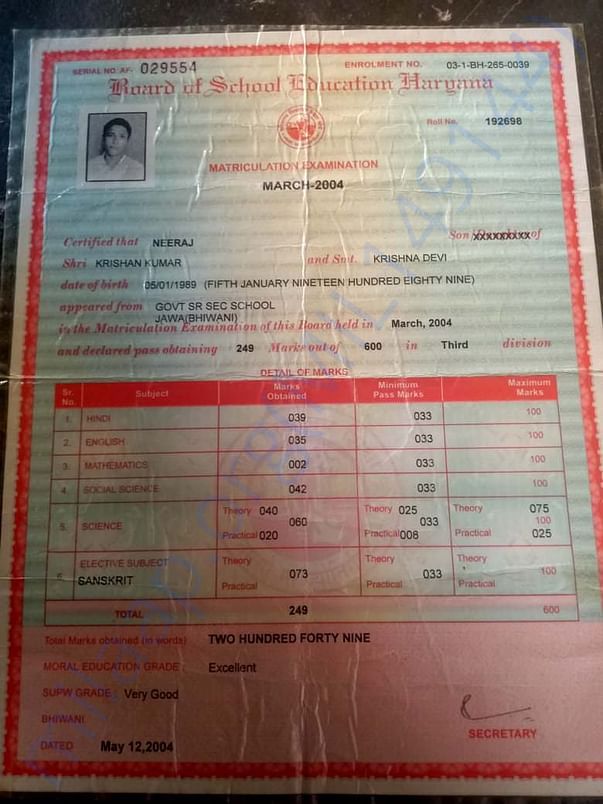 SERIAL NO. AF- 029554 ENROLMENT NO. 03-1-BH-265-0039
Board of School Education Haryana
Roll No. 192698
MATRICULATION EXAMINATION
MARCH-2004
Certified that NEERAJ Son xxxxxxxxx of
Shri KRISHAN KUMAR and Smt. KRISHNA DEVI
date of birth 05/01/1989 (FIFTH JANUARY NINETEEN HUNDRED EIGHTY NINE)
appeared from GOVT SR SEC SCHOOL
JAWA(BHIWANI)
in the Matriculation Examination of this Board held in March, 2004
and declared pass obtaining 249 Marks out of 600 in Third division
DETAIL OF MARKS
Sr. No. Subject Marks Obtained Minimum Pass Marks Maximum Marks
1. HINDI 039 033 100
2. ENGLISH 035 033 100
3. MATHEMATICS 002 033 100
4. SOCIAL SCIENCE 042 033 100
Theory 040 Theory 025 Theory 075
5. SCIENCE 060 033 100
Practical 020 Practical 008 Practical 025
ELECTIVE SUBJECT Theory Theory Theory
6. SANSKRIT 073 033 100
Practical Practical Practical
TOTAL 249 600
Total Marks obtained (in words) TWO HUNDRED FORTY NINE
MORAL EDUCATION GRADE Excellent
SUPW GRADE : Very Good
BHIWANI
SECRETARY
DATED May 12,2004